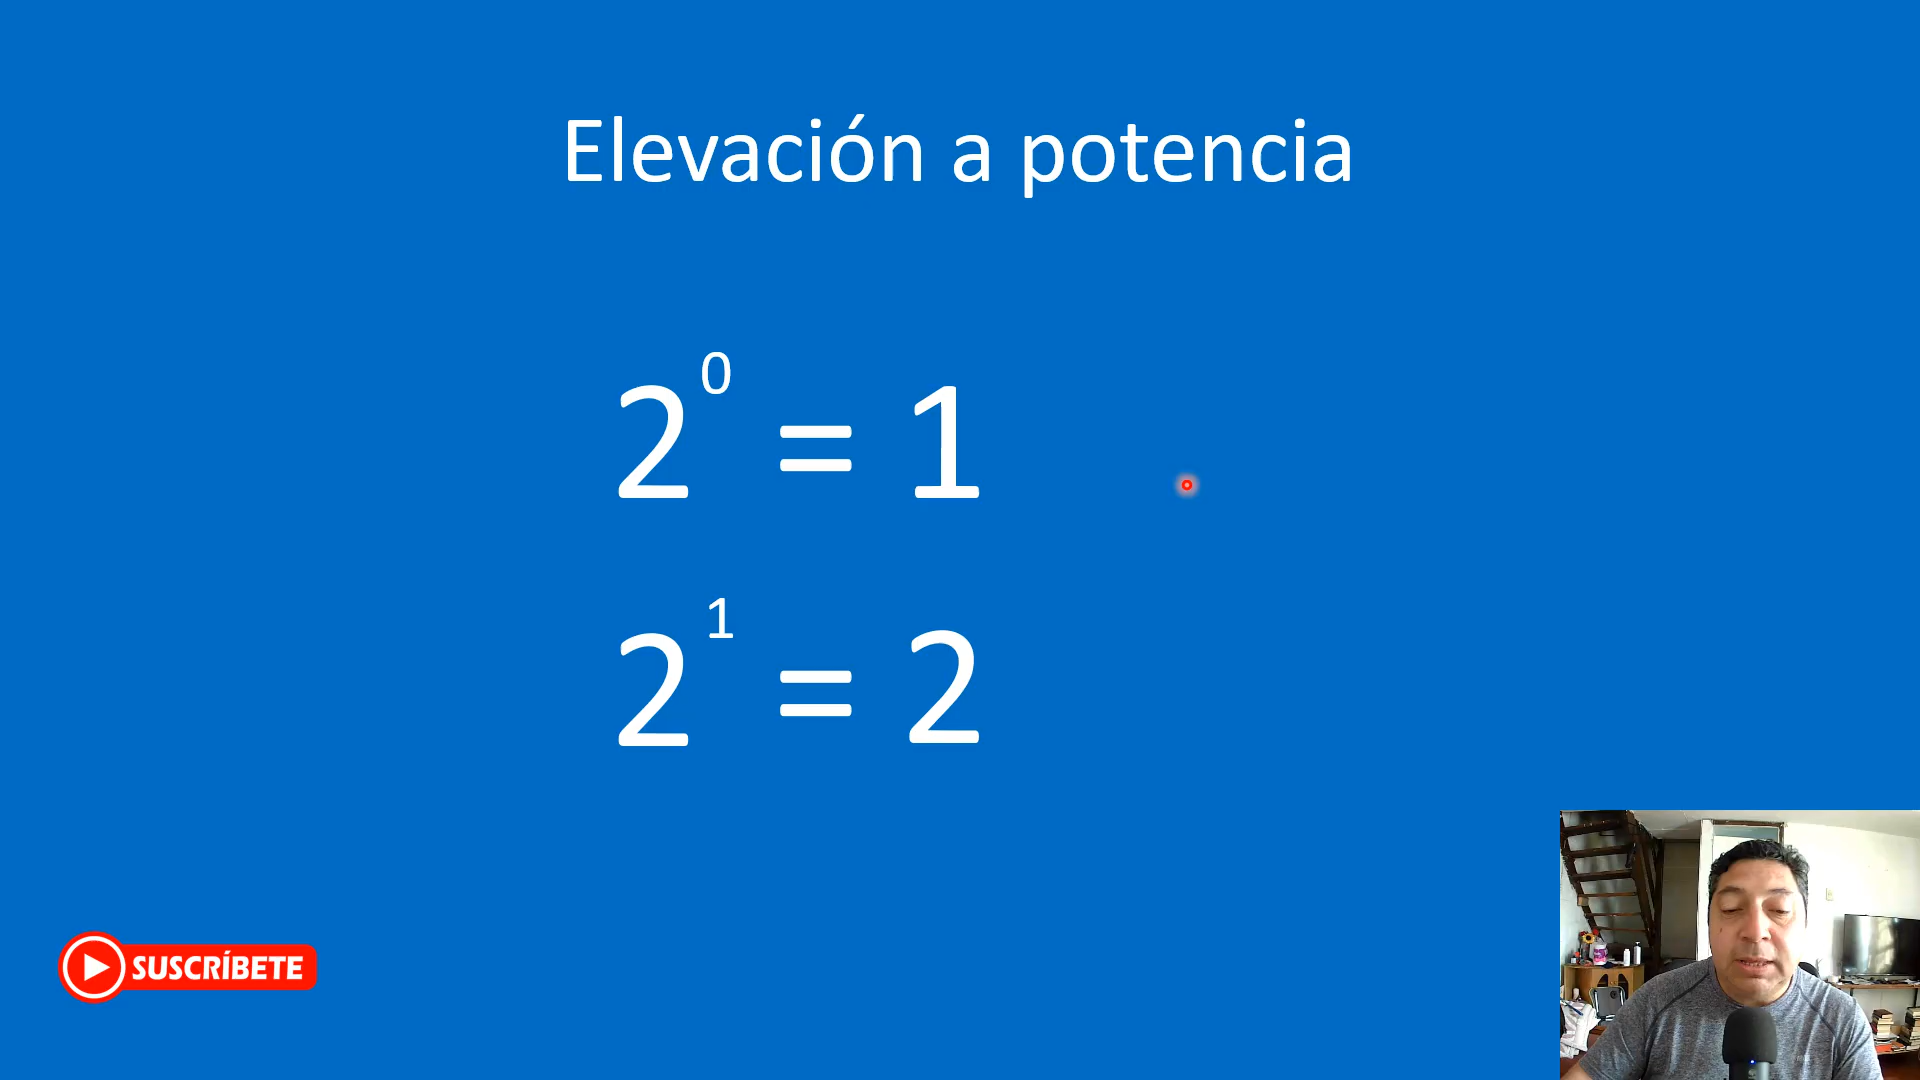 Elevación a potencia
2⁰ = 1
2¹ = 2
SUSCRÍBETE